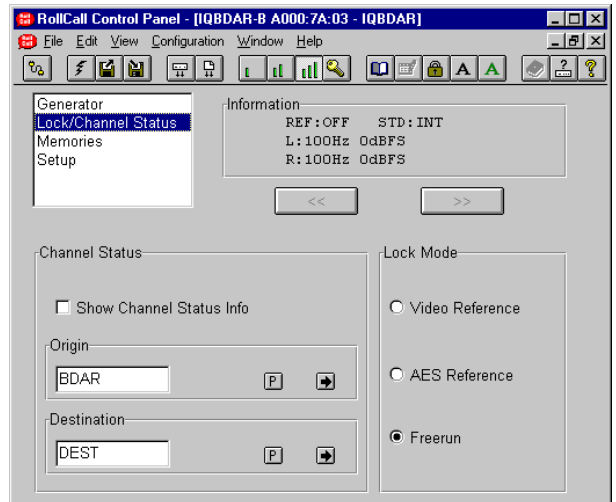 RollCall Control Panel - [IQBDAR-B A000:7A:03 - IQBDAR]
File Edit View Configuration Window Help
A A
Generator
Lock/Channel Status
Memories
Setup
Information
REF:OFF STD:INT
L:100Hz 0dBFS
R:100Hz 0dBFS
<< >>
Channel Status
Show Channel Status Info
Origin
BDAR P
Destination
DEST P
Lock Mode
Video Reference
AES Reference
Freerun